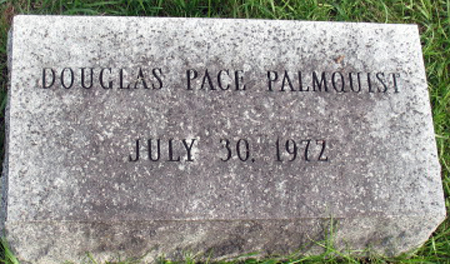 DOUGLAS PACE PALMQUIST
JULY 30, 1972